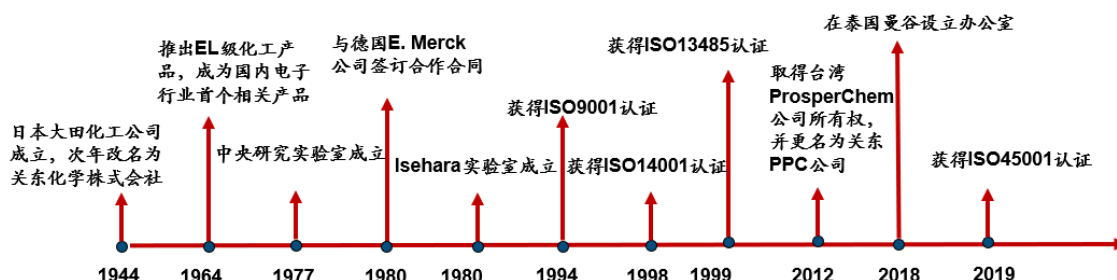 日本大田化工公司
成立，次年改名为
关东化学株式会社
推出EL级化工产
品，成为国内电子
行业首个相关产品
中央研究实验室成立
与德国E. Merck
公司签订合作合同
Isehara实验室成立
获得ISO9001认证
获得ISO14001认证
获得ISO13485认证
取得台湾
ProsperChem
公司所有权，
并更名为关东
PPC公司
在泰国曼谷设立办公室
获得ISO45001认证
1944
1964
1977
1980
1980
1994
1998
1999
2012
2018
2019